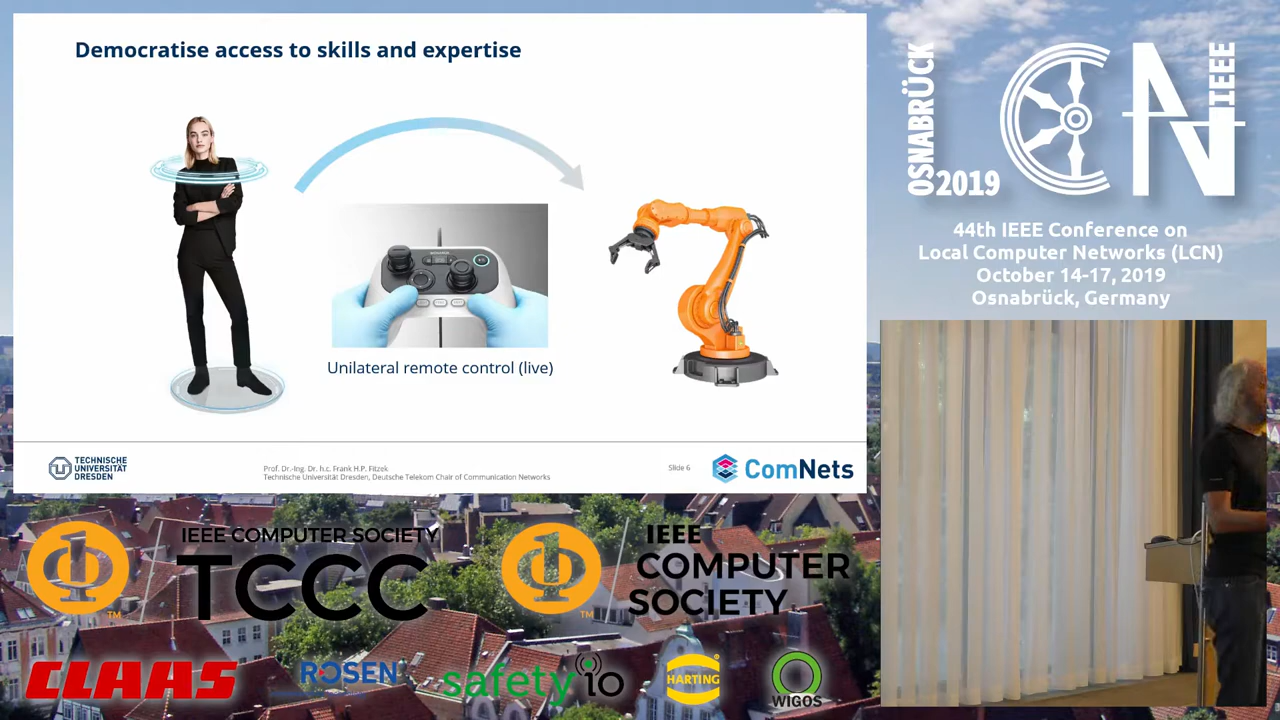 Democratise access to skills and expertise
Unilateral remote control (live)
TECHNISCHE
UNIVERSITÄT
DRESDEN
Prof. Dr.-Ing. Dr. h.c. Frank H.P. Fitzek
Technische Universität Dresden, Deutsche Telekom Chair of Communication Networks
Slide 6
ComNets
OSNABRÜCK
2019
CN
IEEE
44th IEEE Conference on
Local Computer Networks (LCN)
October 14-17, 2019
Osnabrück, Germany
IEEE COMPUTER SOCIETY
TCCC
TM
IEEE
COMPUTER
SOCIETY
TM
CLAAS
ROSEN
safety io
HARTING
WIGOS